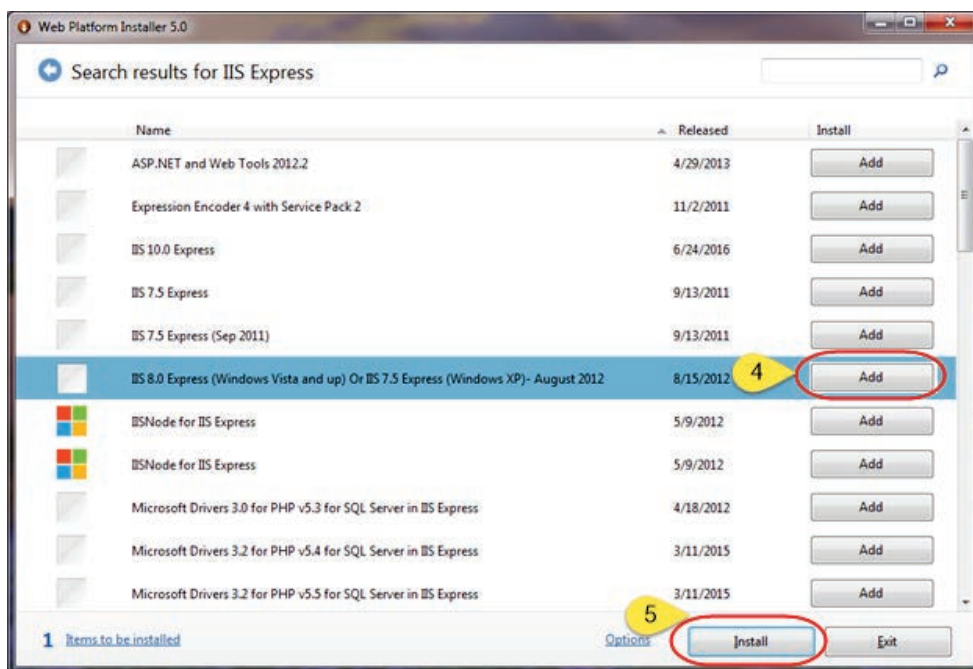 Web Platform Installer 5.0
Search results for IIS Express
Name Released Install
ASP.NET and Web Tools 2012.2 4/29/2013 Add
Expression Encoder 4 with Service Pack 2 11/2/2011 Add
IIS 10.0 Express 6/24/2016 Add
IIS 7.5 Express 9/13/2011 Add
IIS 7.5 Express (Sep 2011) 9/13/2011 Add
IIS 8.0 Express (Windows Vista and up) Or IIS 7.5 Express (Windows XP)- August 2012 8/15/2012 4 Add
IISNode for IIS Express 5/9/2012 Add
IISNode for IIS Express 5/9/2012 Add
Microsoft Drivers 3.0 for PHP v5.3 for SQL Server in IIS Express 4/18/2012 Add
Microsoft Drivers 3.2 for PHP v5.4 for SQL Server in IIS Express 3/11/2015 Add
Microsoft Drivers 3.2 for PHP v5.5 for SQL Server in IIS Express 3/11/2015 Add
5
1 Items to be installed Options Install Exit